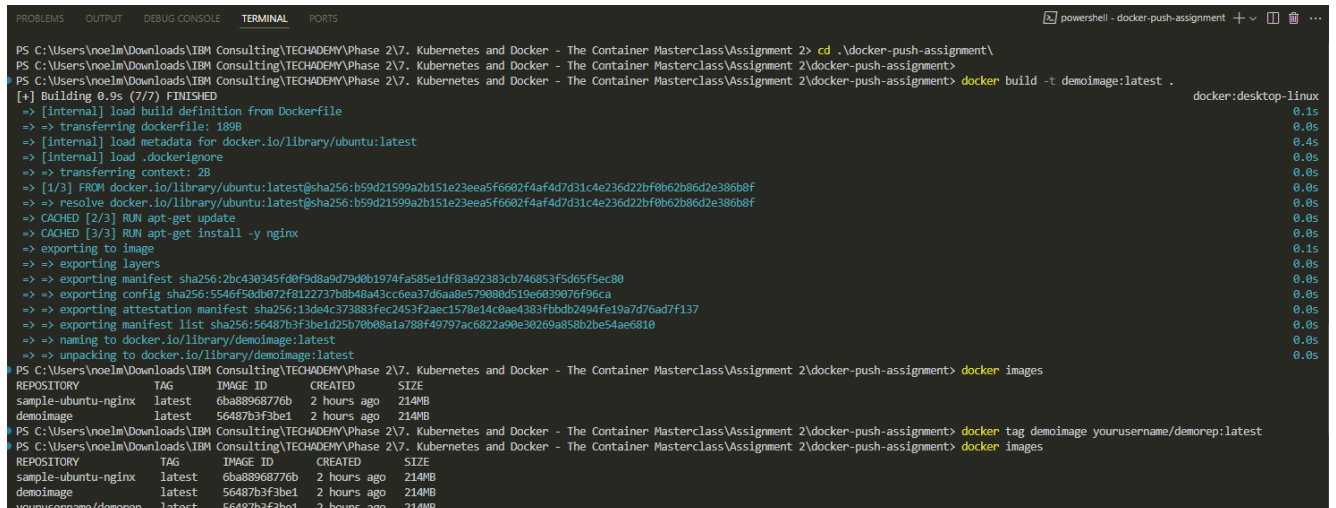 PROBLEMS OUTPUT DEBUG CONSOLE TERMINAL PORTS powershell - docker-push-assignment
PS C:\Users\noelm\Downloads\IBM Consulting\TECHADEMY\Phase 2\7. Kubernetes and Docker - The Container Masterclass\Assignment 2> cd .\docker-push-assignment\
PS C:\Users\noelm\Downloads\IBM Consulting\TECHADEMY\Phase 2\7. Kubernetes and Docker - The Container Masterclass\Assignment 2\docker-push-assignment>
PS C:\Users\noelm\Downloads\IBM Consulting\TECHADEMY\Phase 2\7. Kubernetes and Docker - The Container Masterclass\Assignment 2\docker-push-assignment> docker build -t demoimage:latest .
[+] Building 0.9s (7/7) FINISHED docker:desktop-linux
=> [internal] load build definition from Dockerfile 0.1s
=> => transferring dockerfile: 189B 0.0s
=> [internal] load metadata for docker.io/library/ubuntu:latest 0.4s
=> [internal] load .dockerignore 0.0s
=> => transferring context: 2B 0.0s
=> [1/3] FROM docker.io/library/ubuntu:latest@sha256:b59d21599a2b151e23eea5f6602f4af4d7d31c4e236d22bf0b62b86d2e386b8f 0.0s
=> => resolve docker.io/library/ubuntu:latest@sha256:b59d21599a2b151e23eea5f6602f4af4d7d31c4e236d22bf0b62b86d2e386b8f 0.0s
=> CACHED [2/3] RUN apt-get update 0.0s
=> CACHED [3/3] RUN apt-get install -y nginx 0.0s
=> exporting to image 0.1s
=> => exporting layers 0.0s
=> => exporting manifest sha256:2bc430345fd0f9d8a9d79d0b1974fa585e1df83a92383cb746853f5d65f5ec80 0.0s
=> => exporting config sha256:5546f50db072f8122737b8b48a43cc6ea37d6aa8e579080d519e6039076f96ca 0.0s
=> => exporting attestation manifest sha256:13de4c373883fec2453f2aec1578e14c0ae4383fbbdb2494fe19a7d76ad7f137 0.0s
=> => exporting manifest list sha256:56487b3f3be1d25b70b08a1a788f49797ac6822a90e30269a858b2be54ae6810 0.0s
=> => naming to docker.io/library/demoimage:latest 0.0s
=> => unpacking to docker.io/library/demoimage:latest 0.0s
PS C:\Users\noelm\Downloads\IBM Consulting\TECHADEMY\Phase 2\7. Kubernetes and Docker - The Container Masterclass\Assignment 2\docker-push-assignment> docker images
REPOSITORY TAG IMAGE ID CREATED SIZE
sample-ubuntu-nginx latest 6ba88968776b 2 hours ago 214MB
demoimage latest 56487b3f3be1 2 hours ago 214MB
PS C:\Users\noelm\Downloads\IBM Consulting\TECHADEMY\Phase 2\7. Kubernetes and Docker - The Container Masterclass\Assignment 2\docker-push-assignment> docker tag demoimage yourusername/demorep:latest
PS C:\Users\noelm\Downloads\IBM Consulting\TECHADEMY\Phase 2\7. Kubernetes and Docker - The Container Masterclass\Assignment 2\docker-push-assignment> docker images
REPOSITORY TAG IMAGE ID CREATED SIZE
sample-ubuntu-nginx latest 6ba88968776b 2 hours ago 214MB
demoimage latest 56487b3f3be1 2 hours ago 214MB
yourusername/demorep latest 56487b3f3be1 2 hours ago 214MB